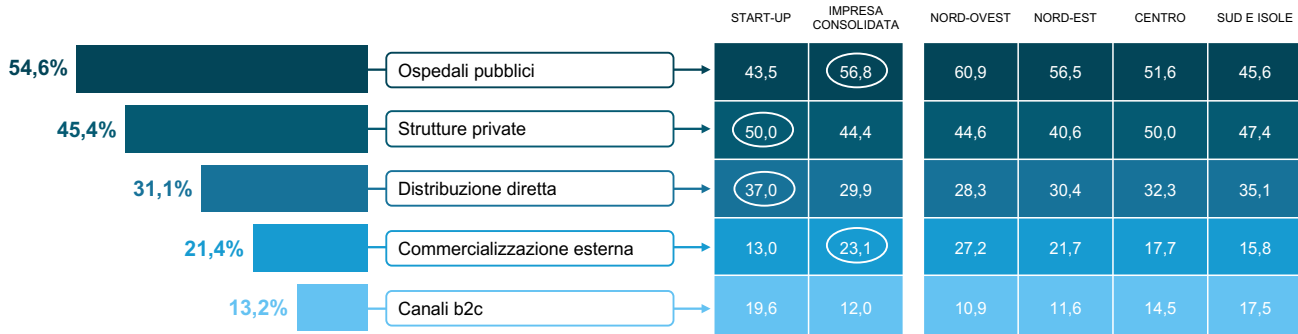 START-UP IMPRESA CONSOLIDATA NORD-OVEST NORD-EST CENTRO SUD E ISOLE
54,6% Ospedali pubblici 43,5 56,8 60,9 56,5 51,6 45,6
45,4% Strutture private 50,0 44,4 44,6 40,6 50,0 47,4
31,1% Distribuzione diretta 37,0 29,9 28,3 30,4 32,3 35,1
21,4% Commercializzazione esterna 13,0 23,1 27,2 21,7 17,7 15,8
13,2% Canali b2c 19,6 12,0 10,9 11,6 14,5 17,5